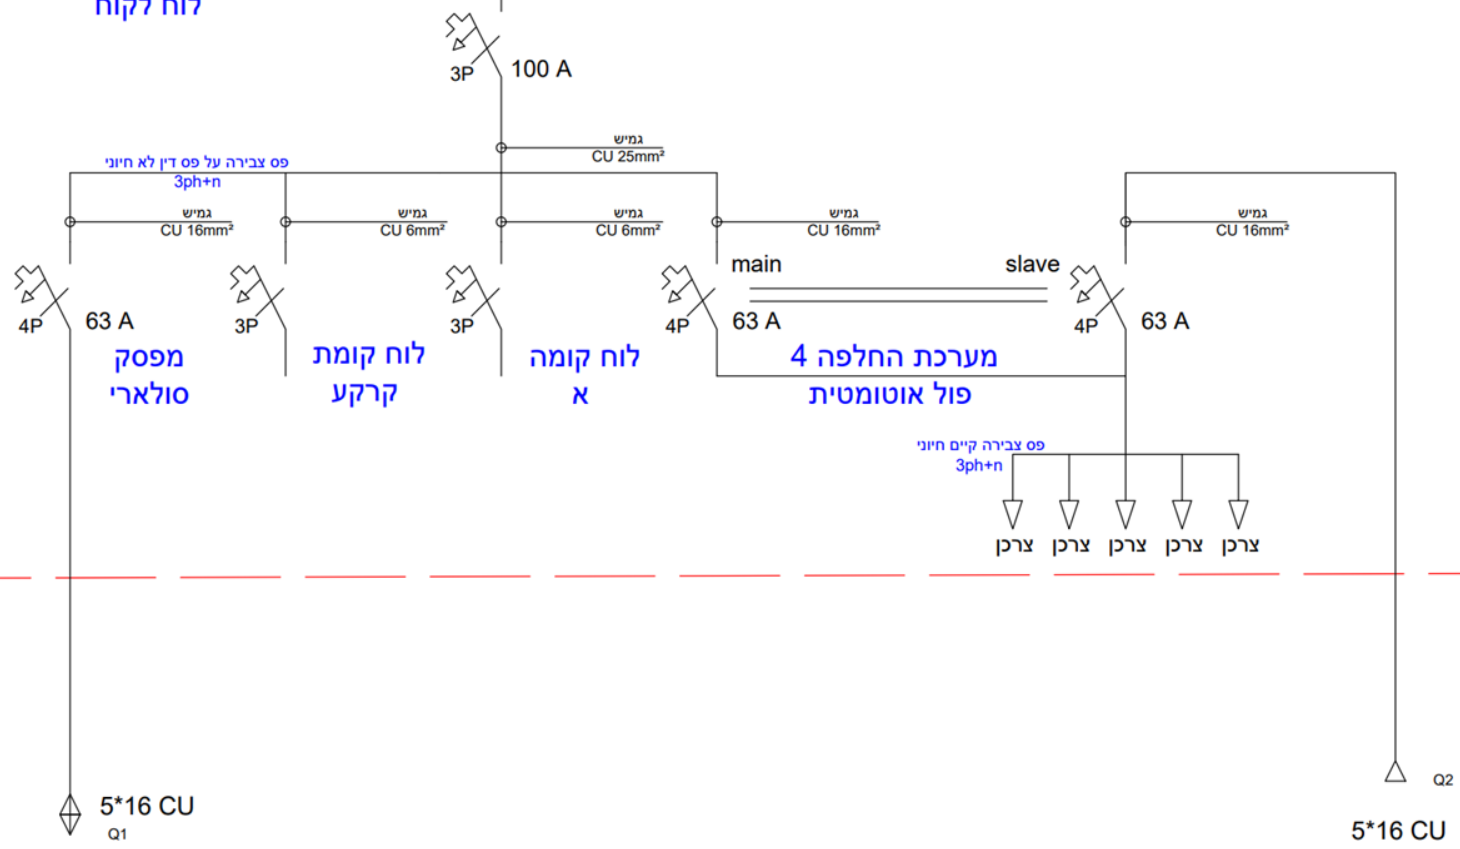 לוח לקוח
3P
100 A
גמיש
CU 25mm²
פס צבירה על פס דין לא חיוני
3ph+n
גמיש
CU 16mm²
גמיש
CU 6mm²
גמיש
CU 6mm²
גמיש
CU 16mm²
גמיש
CU 16mm²
main
slave
4P
63 A
3P
3P
4P
63 A
4P
63 A
מפסק
סולארי
לוח קומת
קרקע
לוח קומה
א
מערכת החלפה 4
פול אוטומטית
פס צבירה קיים חיוני
3ph+n
צרכן
צרכן
צרכן
צרכן
צרכן
5*16 CU
Q1
Q2
5*16 CU